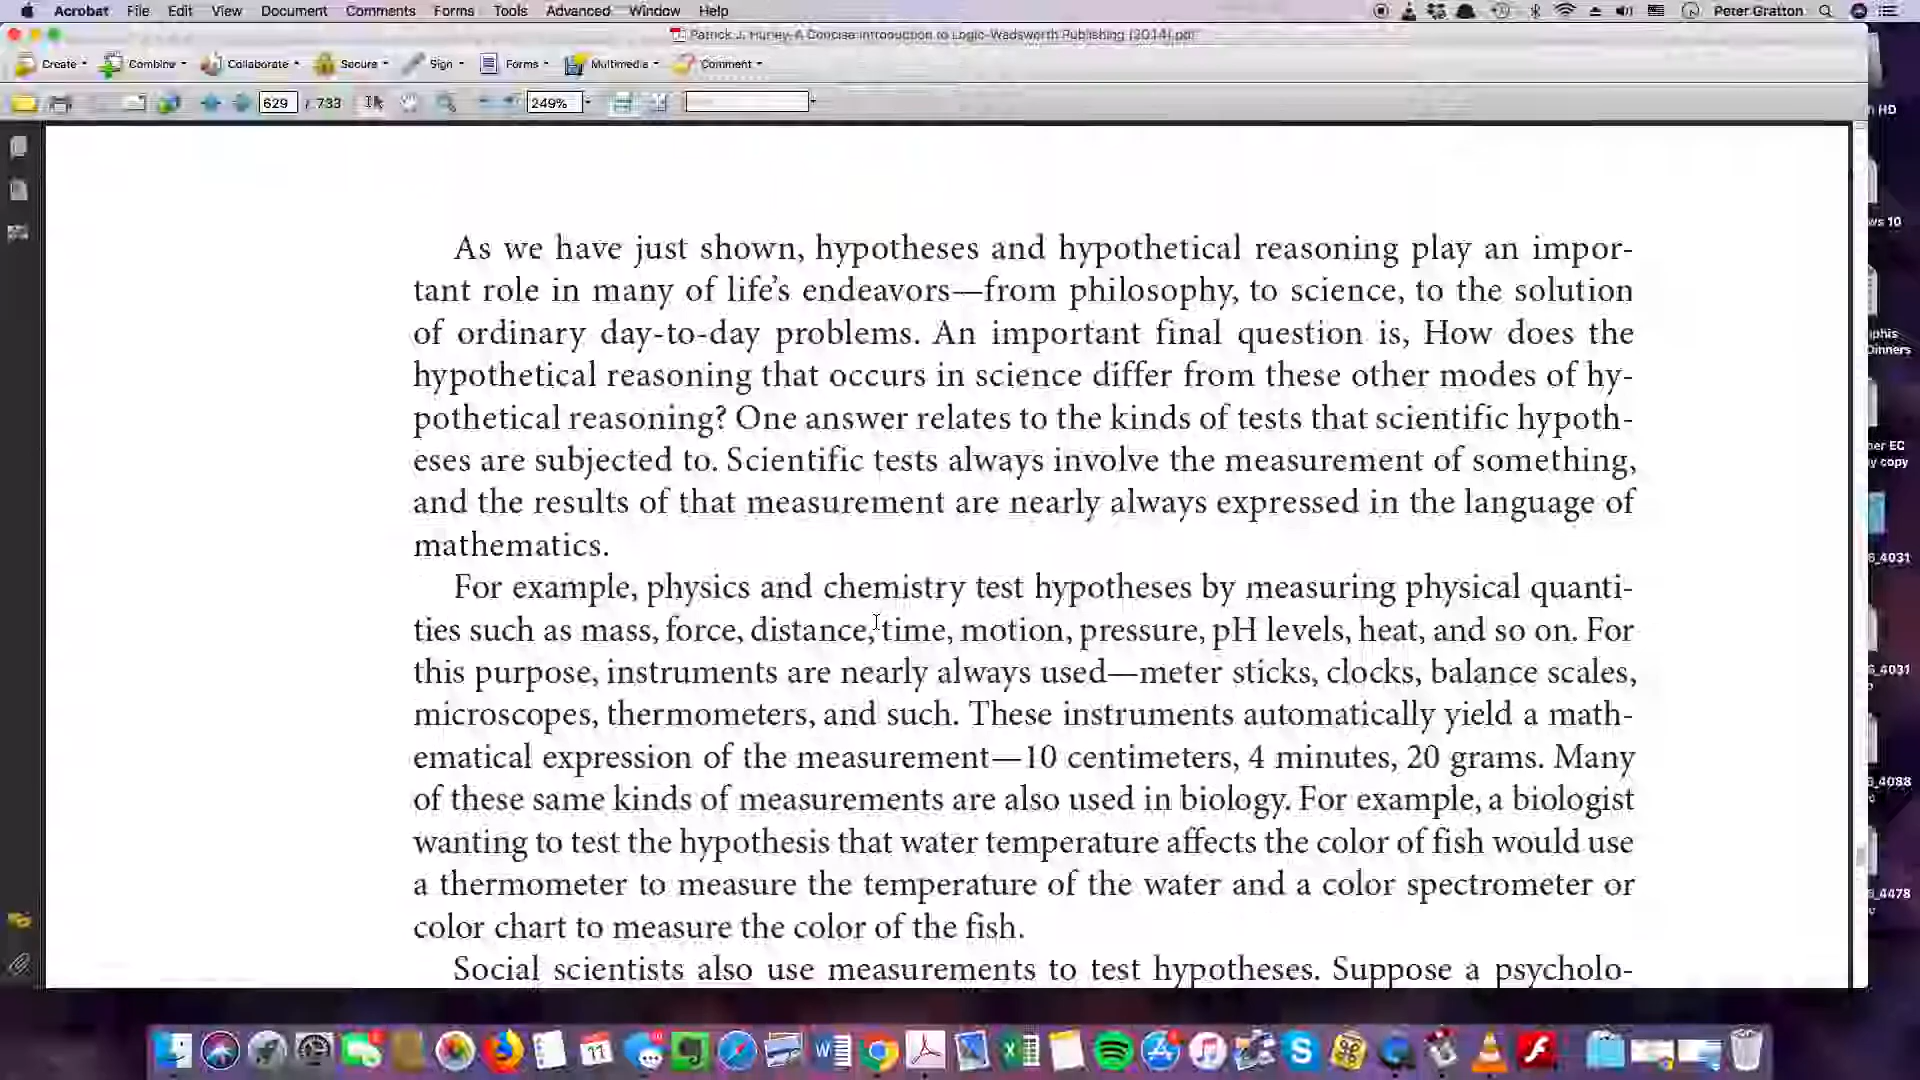 Acrobat File Edit View Document Comments Forms Tools Advanced Window Help Peter Gratton
Patrick J. Hurley-A Concise Introduction to Logic-Wadsworth Publishing (2014).pdf
Create Combine Collaborate Secure Sign Forms Multimedia Comment
629 / 733 249%
As we have just shown, hypotheses and hypothetical reasoning play an impor-
tant role in many of life's endeavors—from philosophy, to science, to the solution
of ordinary day-to-day problems. An important final question is, How does the
hypothetical reasoning that occurs in science differ from these other modes of hy-
pothetical reasoning? One answer relates to the kinds of tests that scientific hypoth-
eses are subjected to. Scientific tests always involve the measurement of something,
and the results of that measurement are nearly always expressed in the language of
mathematics.
For example, physics and chemistry test hypotheses by measuring physical quanti-
ties such as mass, force, distance, time, motion, pressure, pH levels, heat, and so on. For
this purpose, instruments are nearly always used—meter sticks, clocks, balance scales,
microscopes, thermometers, and such. These instruments automatically yield a math-
ematical expression of the measurement—10 centimeters, 4 minutes, 20 grams. Many
of these same kinds of measurements are also used in biology. For example, a biologist
wanting to test the hypothesis that water temperature affects the color of fish would use
a thermometer to measure the temperature of the water and a color spectrometer or
color chart to measure the color of the fish.
Social scientists also use measurements to test hypotheses. Suppose a psycholo-
HD
ws 10
phis
Dinners
per EC
y copy
_4031
_4031
_4088
_4478
11